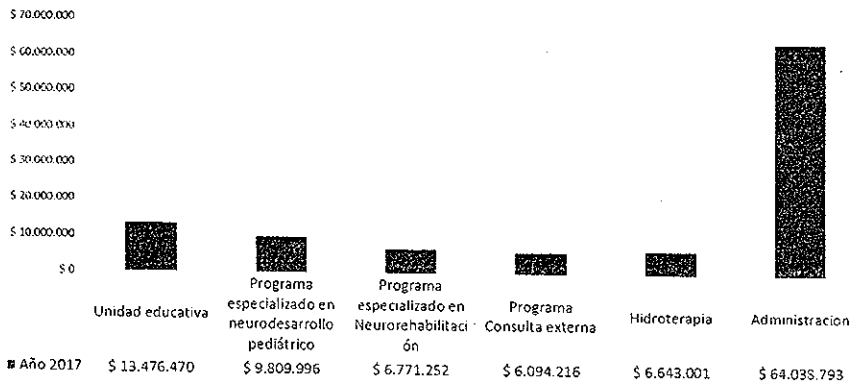 $ 70.000.000
$ 60.000.000
$ 50.000.000
$ 40.000.000
$ 30.000.000
$ 20.000.000
$ 10.000.000
$ 0
Unidad educativa
Programa
especializado en
neurodesarrollo
pediátrico
Programa
especializado en
Neurorehabilitaci
ón
Programa
Consulta externa
Hidroterapia
Administracion
Año 2017 $ 13.476.470 $ 9.809.996 $ 6.771.252 $ 6.094.216 $ 6.643.001 $ 64.038.793